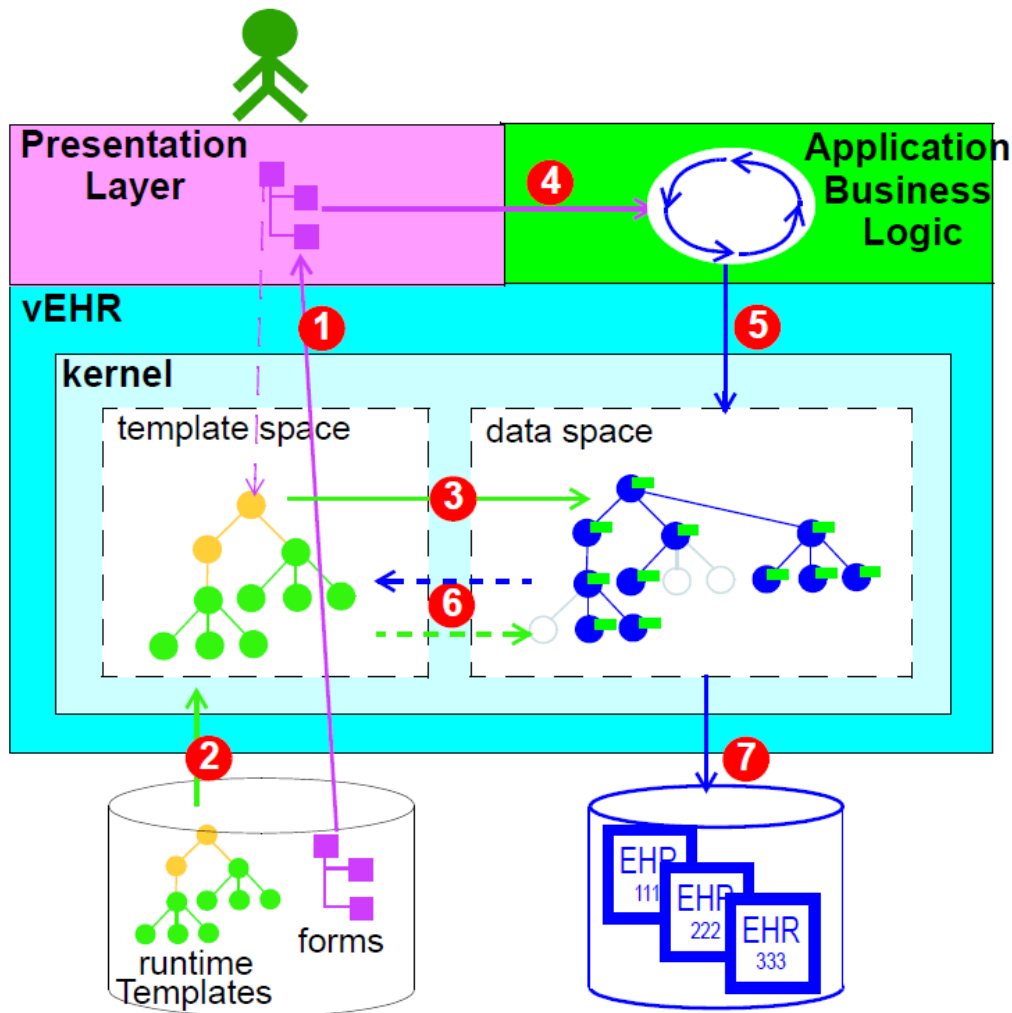 Presentation
Layer
Application
Business
Logic
4
vEHR
1
5
kernel
template space
data space
3
6
2
7
runtime
Templates
forms
EHR
111
EHR
222
EHR
333